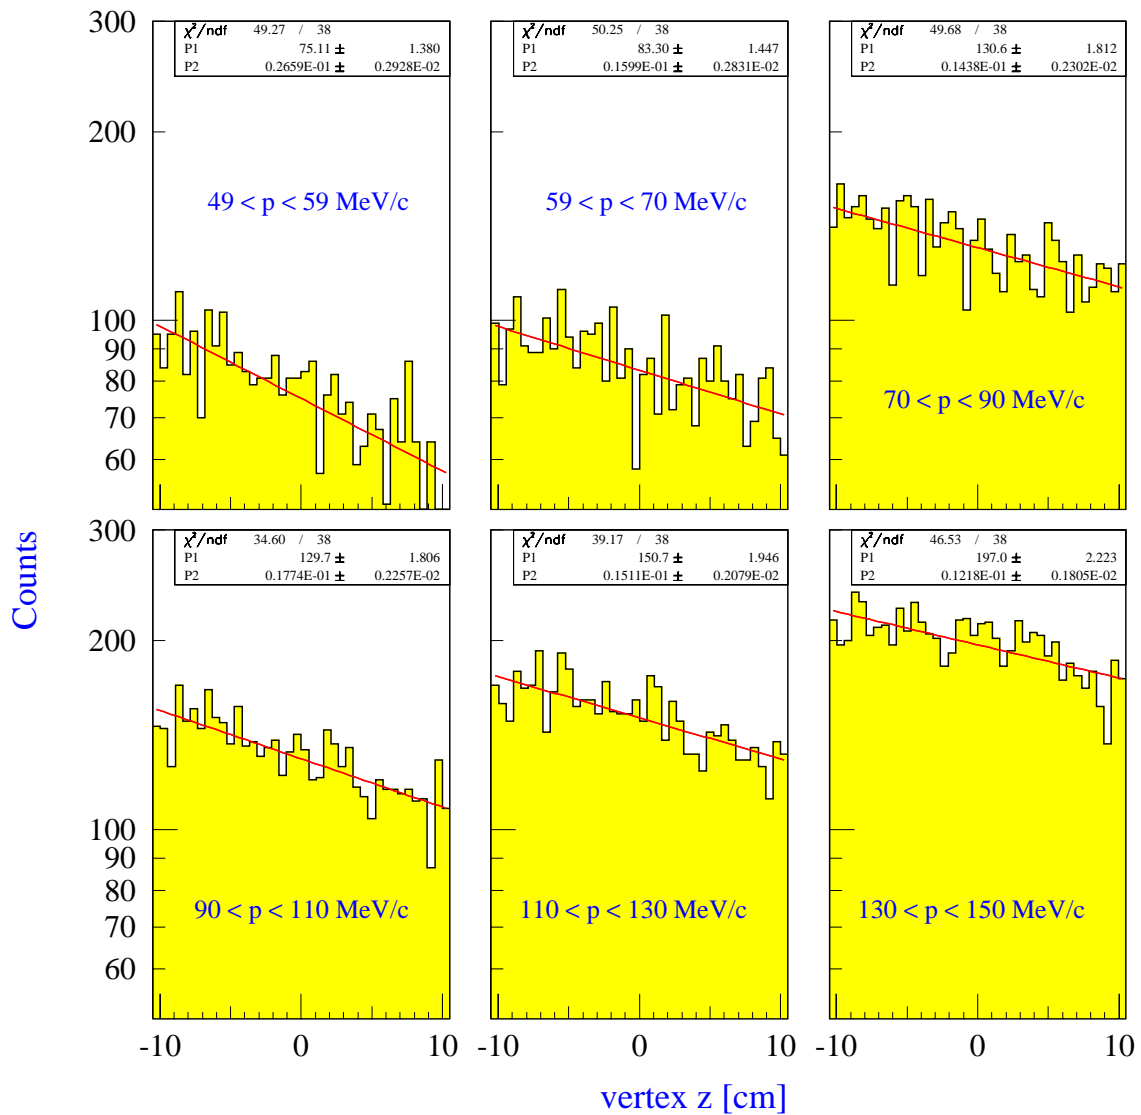 300
200
100
90
80
70
60
χ²/ndf 49.27 / 38
P1 75.11 ± 1.380
P2 0.2659E-01 ± 0.2928E-02
49 < p < 59 MeV/c
χ²/ndf 50.25 / 38
P1 83.30 ± 1.447
P2 0.1599E-01 ± 0.2831E-02
59 < p < 70 MeV/c
χ²/ndf 49.68 / 38
P1 130.6 ± 1.812
P2 0.1438E-01 ± 0.2302E-02
70 < p < 90 MeV/c
Counts
300
200
100
90
80
70
60
χ²/ndf 34.60 / 38
P1 129.7 ± 1.806
P2 0.1774E-01 ± 0.2257E-02
90 < p < 110 MeV/c
χ²/ndf 39.17 / 38
P1 150.7 ± 1.946
P2 0.1511E-01 ± 0.2079E-02
110 < p < 130 MeV/c
χ²/ndf 46.53 / 38
P1 197.0 ± 2.223
P2 0.1218E-01 ± 0.1805E-02
130 < p < 150 MeV/c
-10 0 10 -10 0 10 -10 0 10
vertex z [cm]